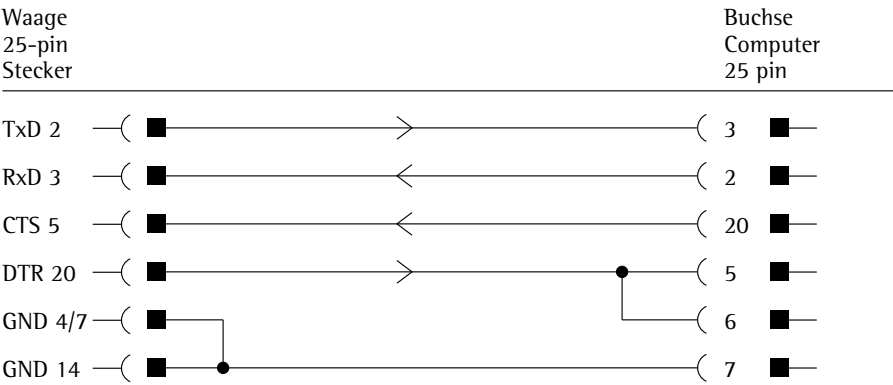 Waage
25-pin
Stecker
Buchse
Computer
25 pin
TxD 2 3
RxD 3 2
CTS 5 20
DTR 20 5
GND 4/7 6
GND 14 7